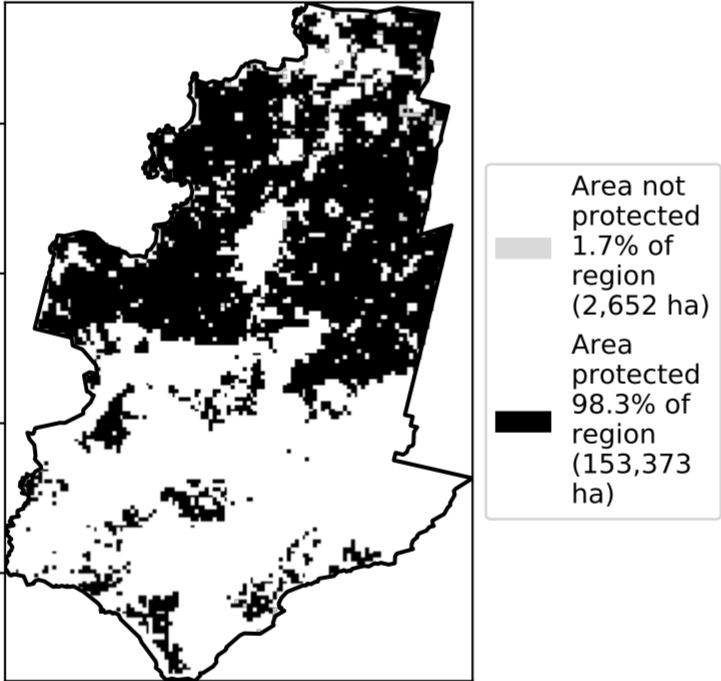 Area not
protected
1.7% of
region
(2,652 ha)
Area
protected
98.3% of
region
(153,373
ha)